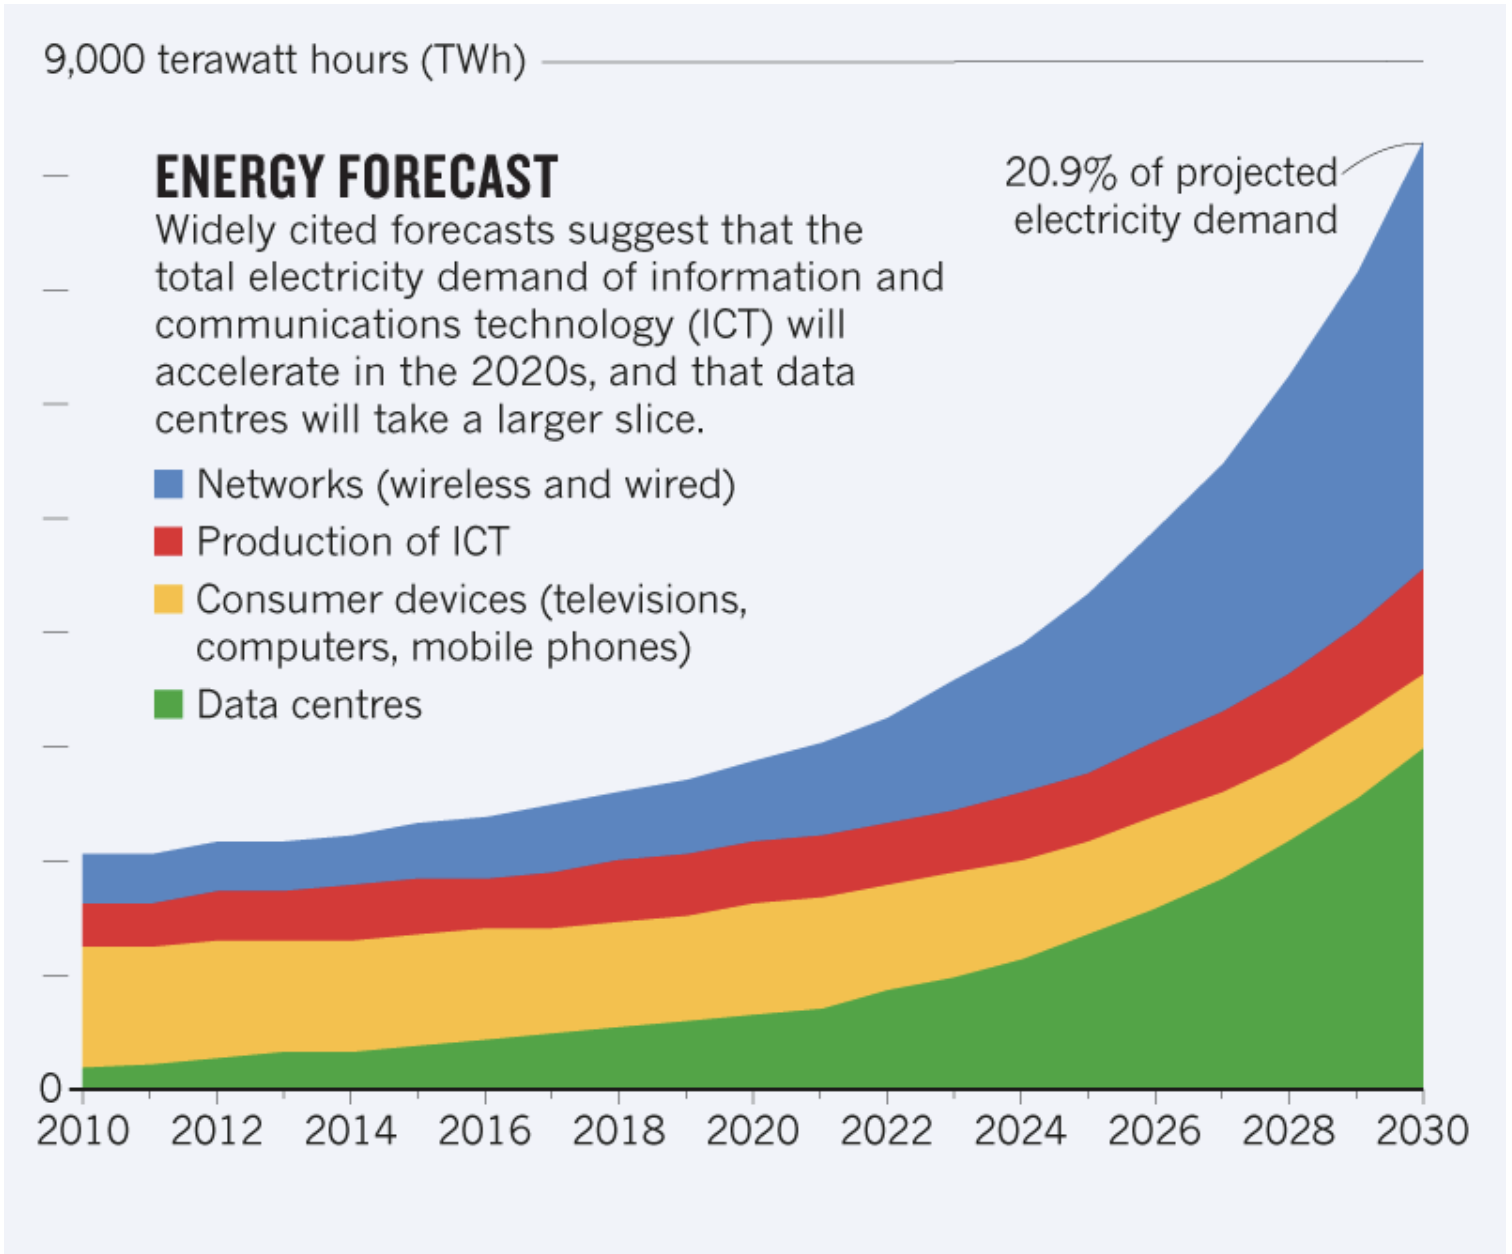 9,000 terawatt hours (TWh)
ENERGY FORECAST
Widely cited forecasts suggest that the
total electricity demand of information and
communications technology (ICT) will
accelerate in the 2020s, and that data
centres will take a larger slice.
20.9% of projected
electricity demand
Networks (wireless and wired)
Production of ICT
Consumer devices (televisions,
computers, mobile phones)
Data centres
0
2010 2012 2014 2016 2018 2020 2022 2024 2026 2028 2030